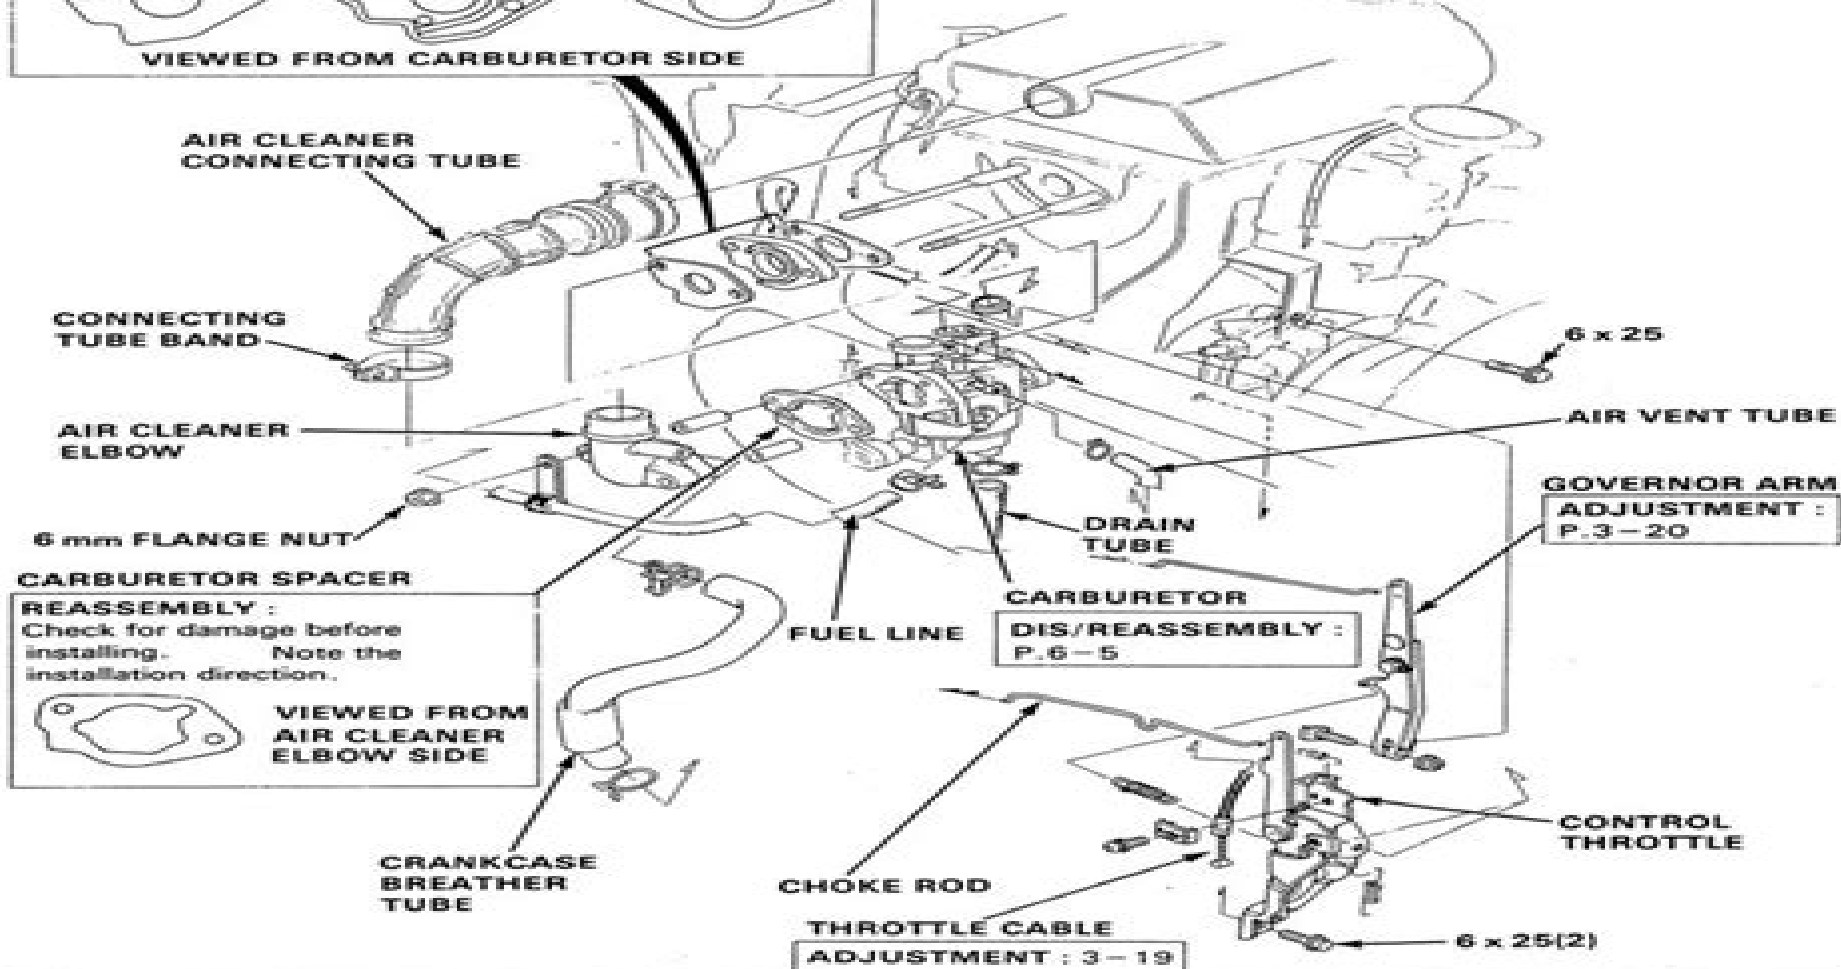 VIEWED FROM CARBURETOR SIDE
AIR CLEANER
CONNECTING TUBE
CONNECTING
TUBE BAND
6 x 25
AIR CLEANER
ELBOW
AIR VENT TUBE
GOVERNOR ARM
ADJUSTMENT :
P.3-20
6 mm FLANGE NUT
DRAIN
TUBE
CARBURETOR SPACER
REASSEMBLY :
Check for damage before
installing. Note the
installation direction.
VIEWED FROM
AIR CLEANER
ELBOW SIDE
FUEL LINE
CARBURETOR
DIS/REASSEMBLY :
P.6-5
CRANKCASE
BREATHER
TUBE
CHOKE ROD
CONTROL
THROTTLE
THROTTLE CABLE
ADJUSTMENT : 3-19
6 x 25(2)